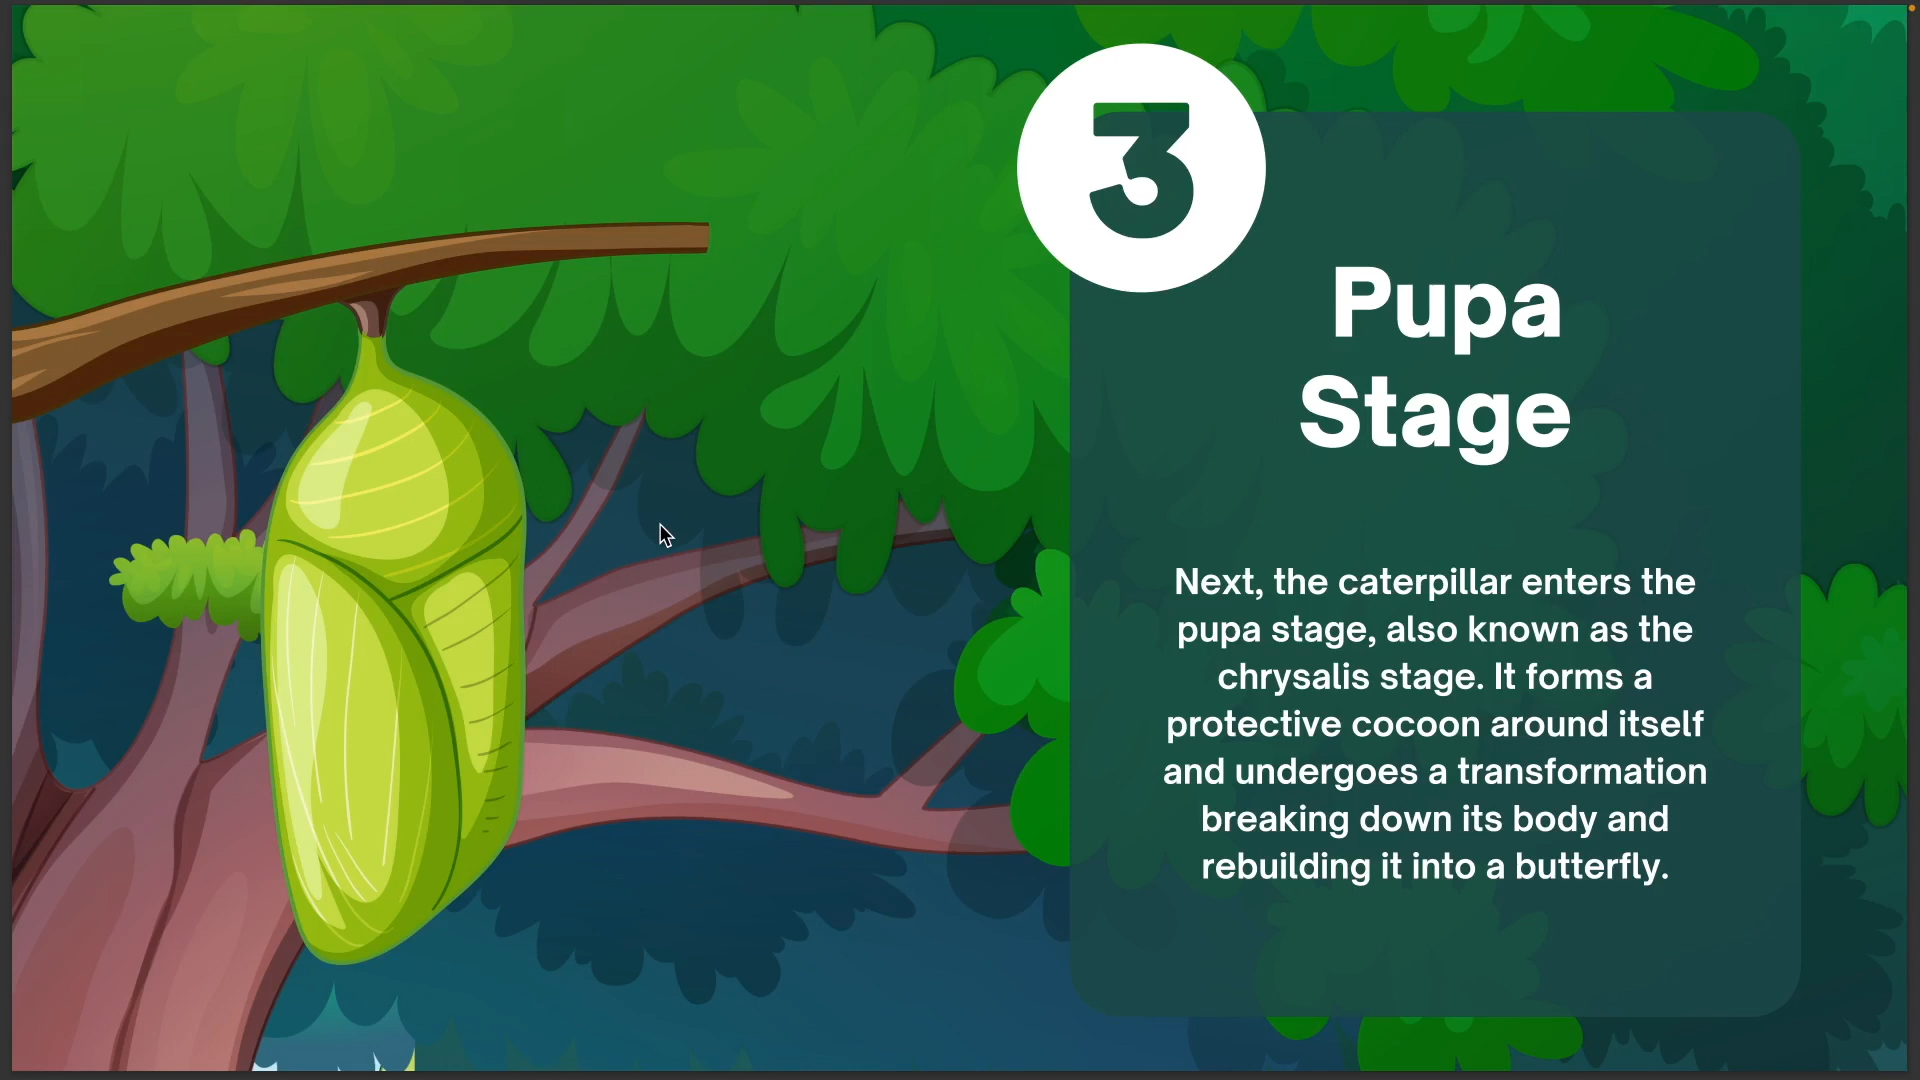 3
Pupa
Stage
Next, the caterpillar enters the
pupa stage, also known as the
chrysalis stage. It forms a
protective cocoon around itself
and undergoes a transformation
breaking down its body and
rebuilding it into a butterfly.